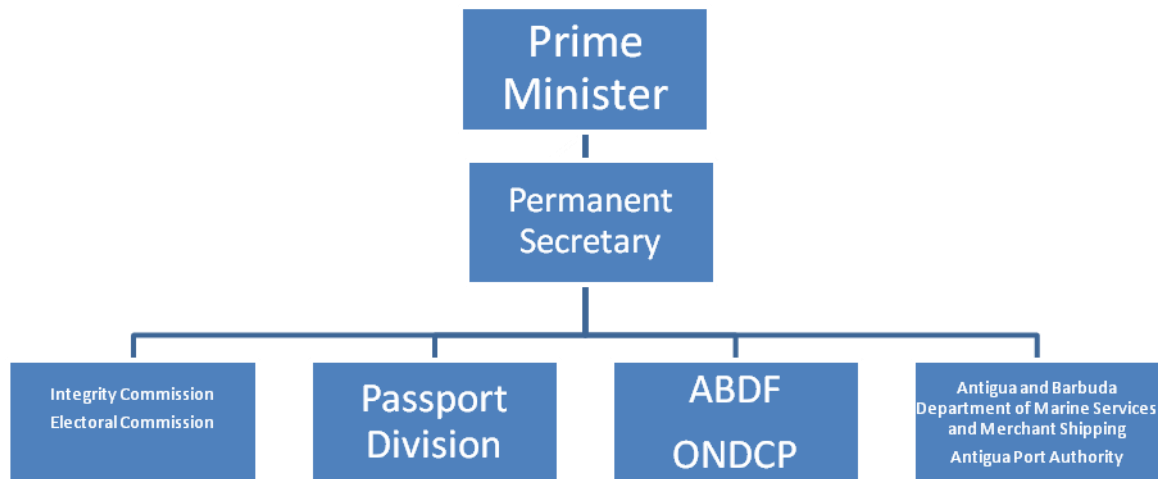 Prime
Minister
Permanent
Secretary
Integrity Commission
Electoral Commission
Passport
Division
ABDF
ONDCP
Antigua and Barbuda
Department of Marine Services
and Merchant Shipping
Antigua Port Authority